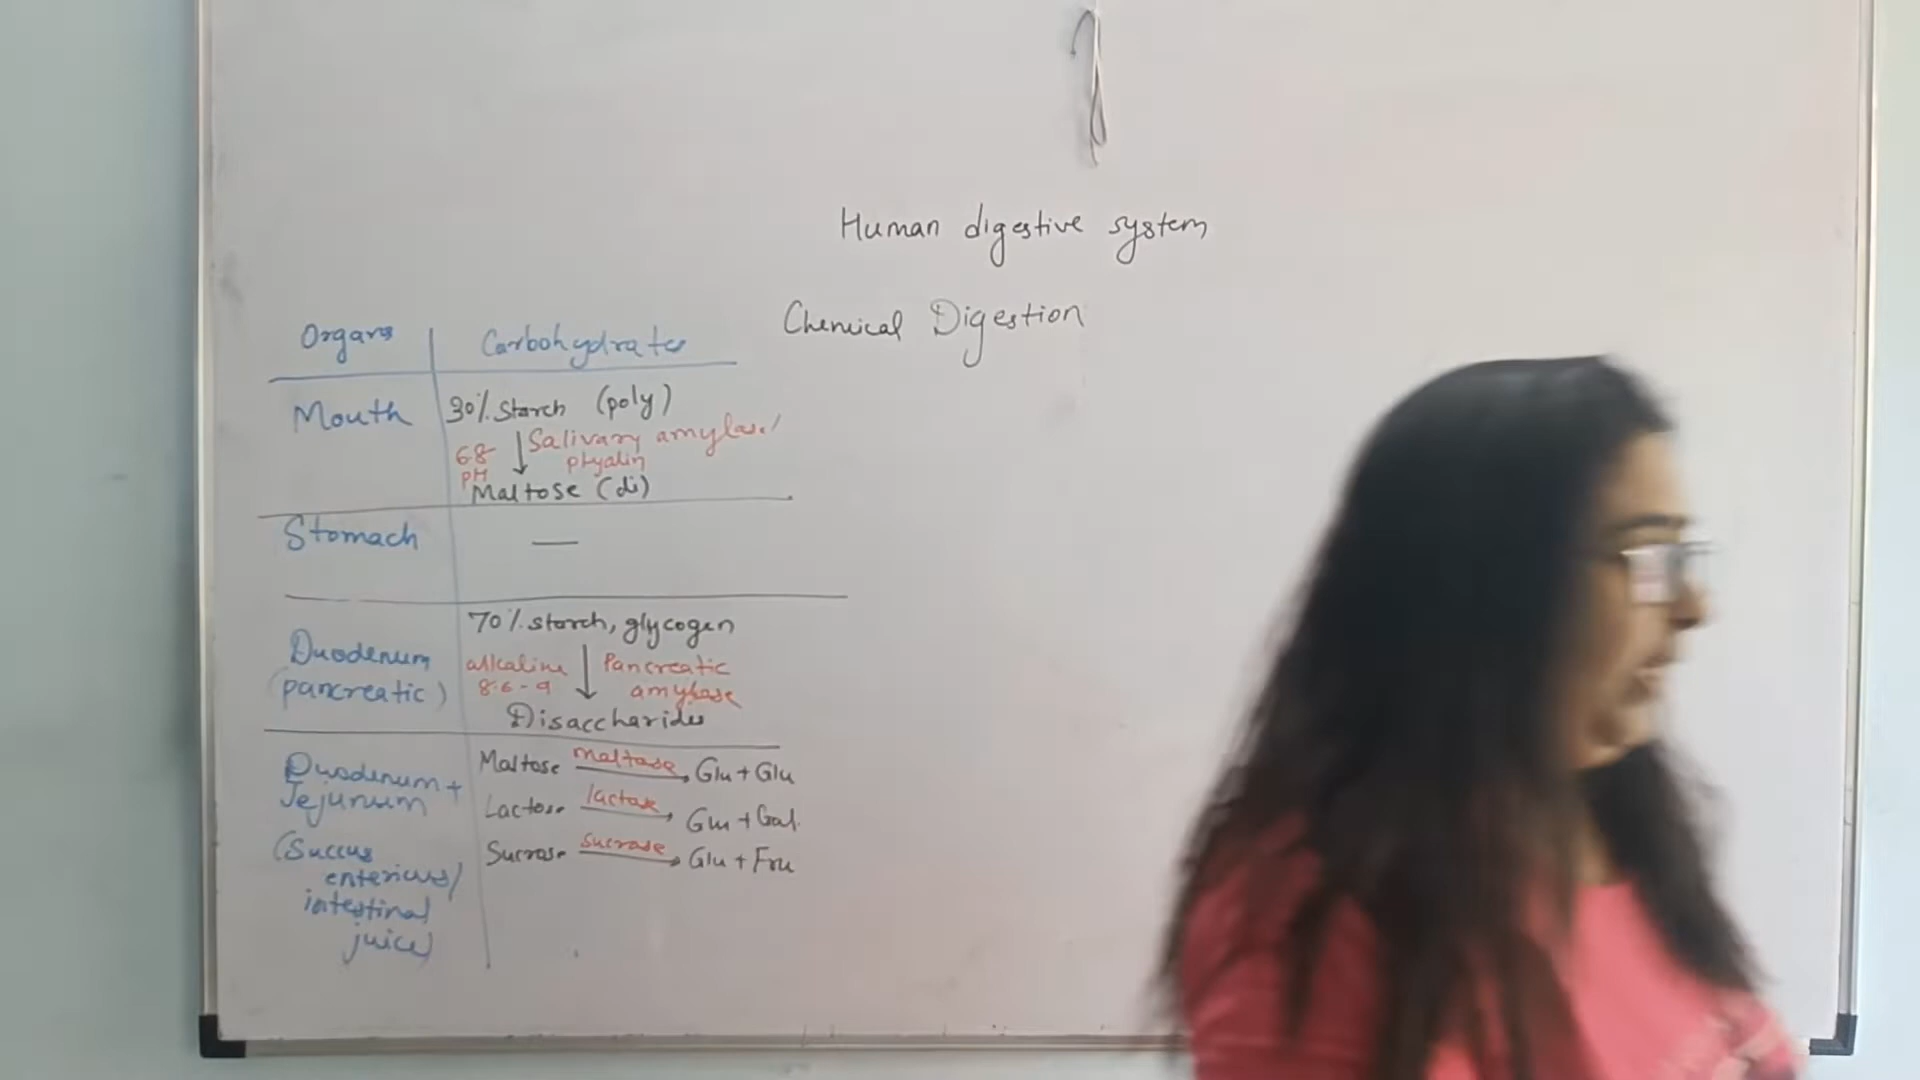 Human digestive system
Chemical Digestion
Organs Carbohydrates
Mouth 30% starch (poly)
6.8 pH Salivary amylase/
ptyalin
Maltose (di)
Stomach —
70% starch, glycogen
Duodenum alkaline Pancreatic
(pancreatic) 8.6-9 amylase
Disaccharides
Duodenum + Maltose maltase Glu + Glu
Jejunum Lactose lactase Glu + Gal.
(Succus Sucrose sucrase Glu + Fru
entericus/
intestinal
juice)